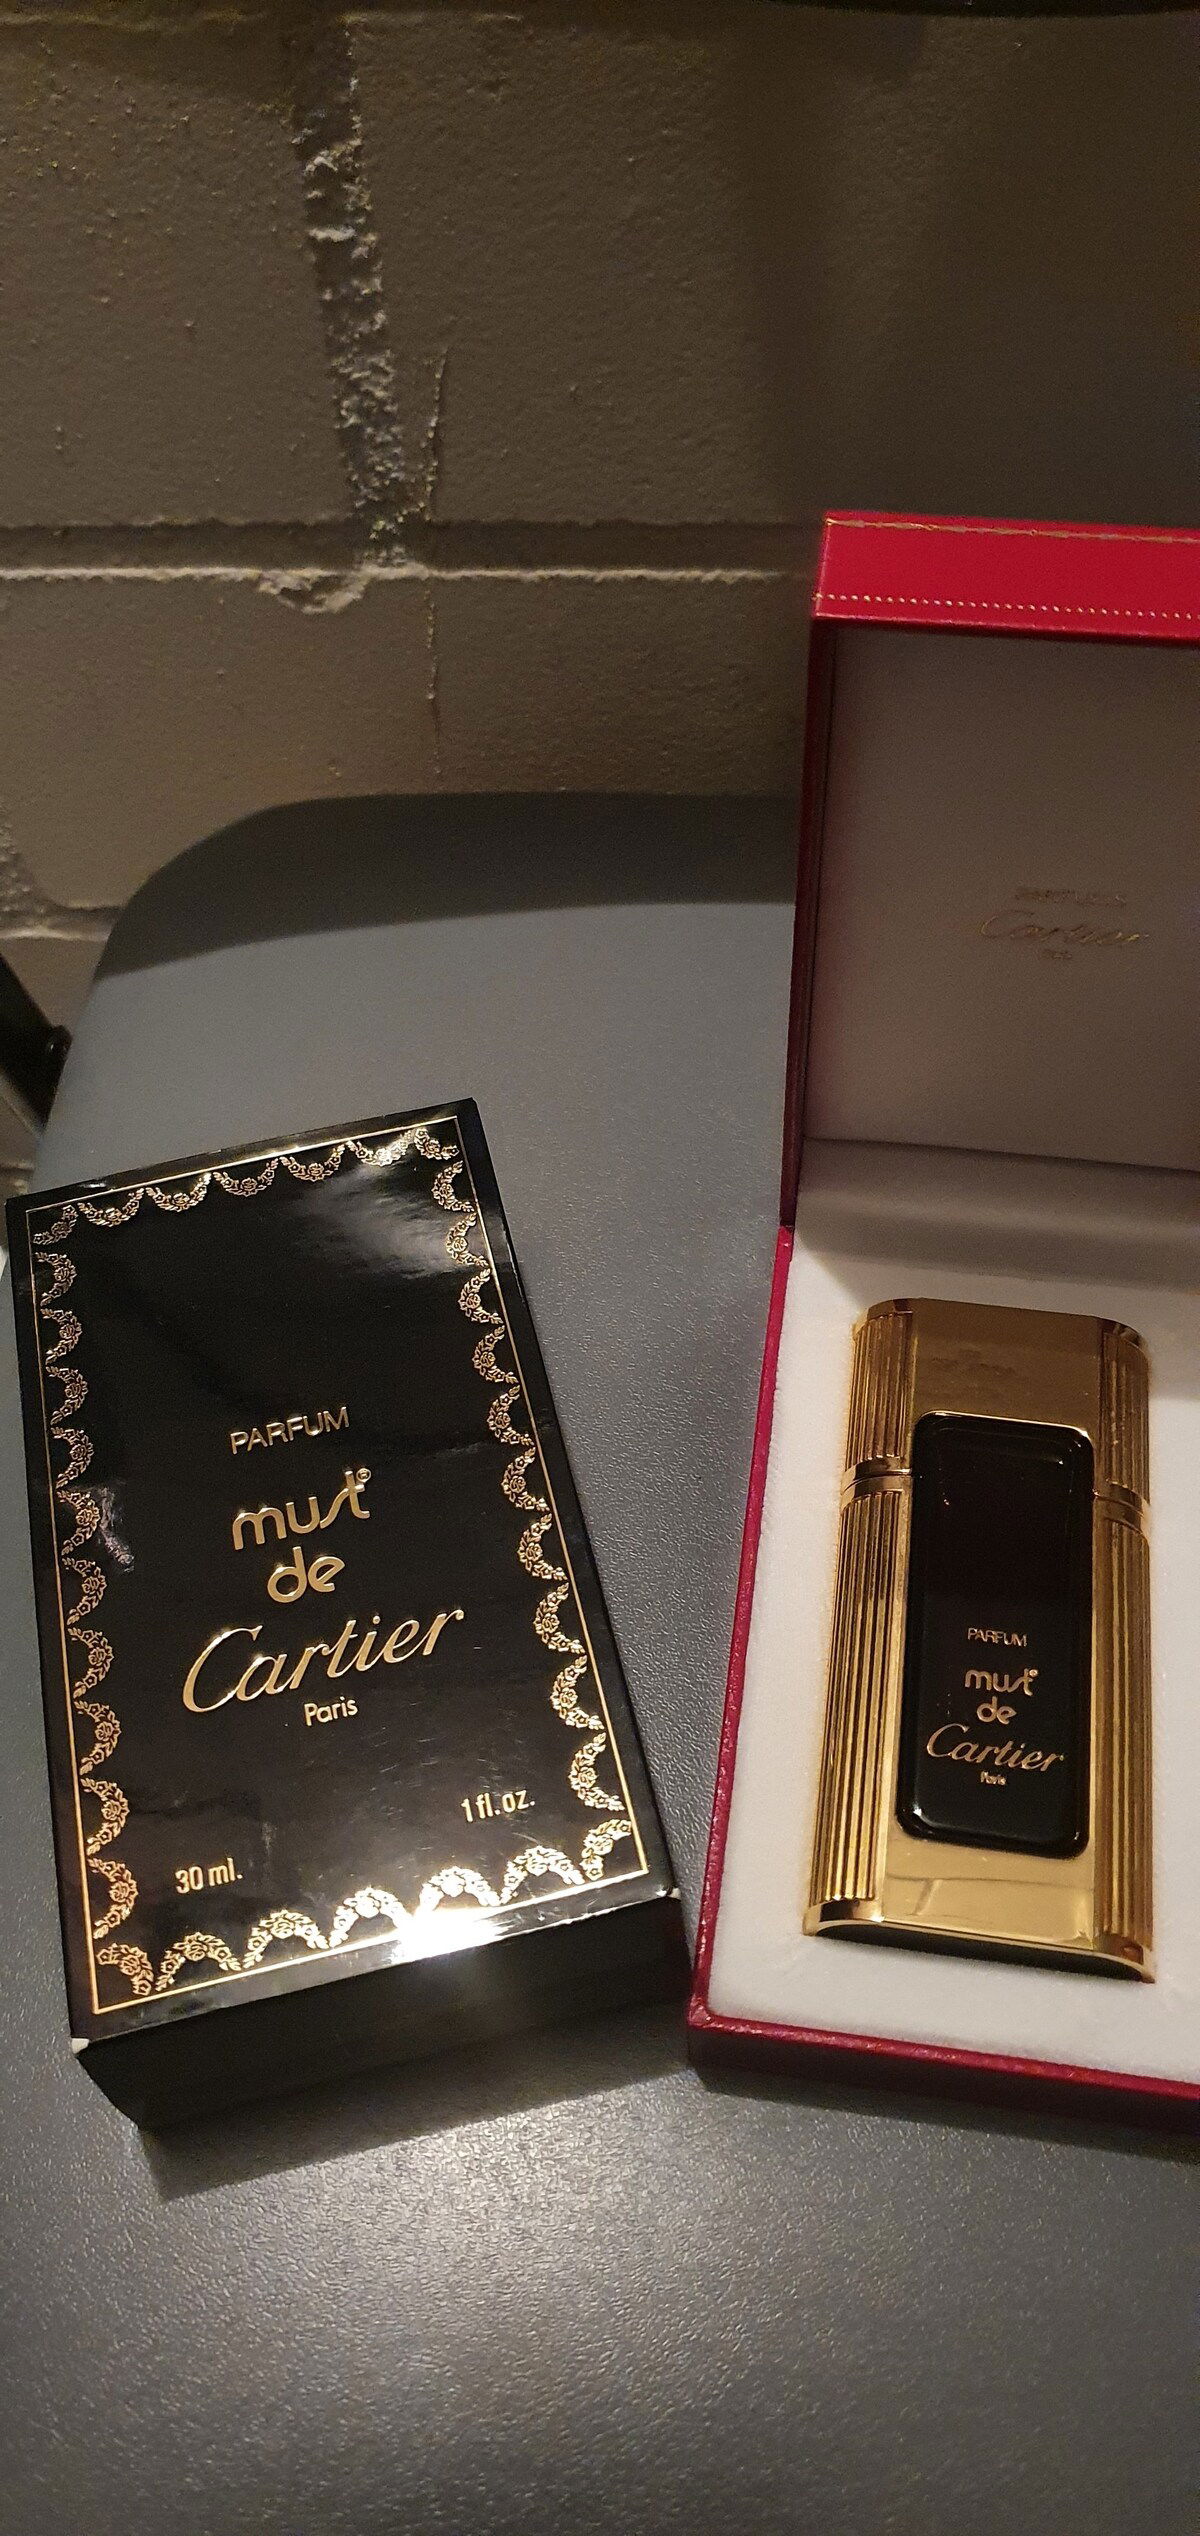 PARFUM
must®
de
Cartier
Paris
30 ml.
1 fl. oz.
Cartier
PARFUM
must
de
Cartier
Paris